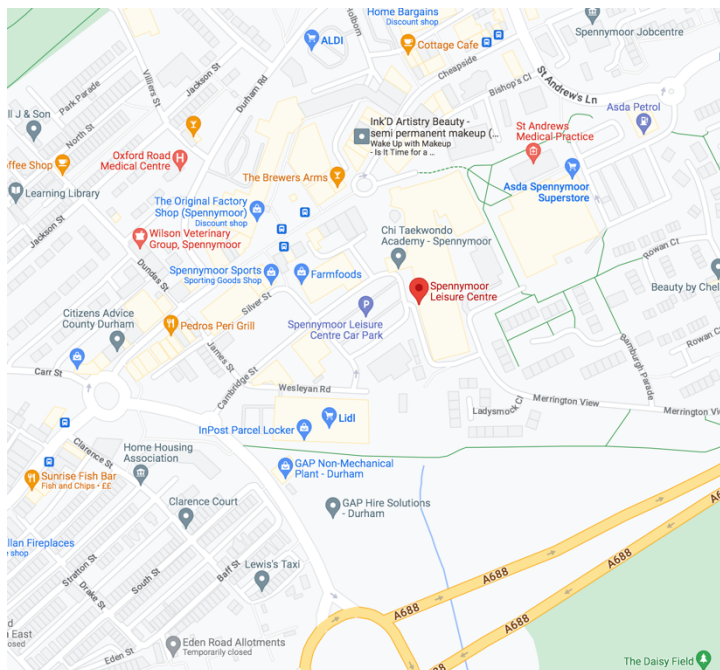 Home Bargains
Discount shop
Holborn
ALDI
Cottage Cafe
Spennymoor Jobcentre
Cheapside
Bishop's Cl
St Andrew's Ln
Jackson St
Villiers St
Durham Rd
Park Parade
ll J & Son
North St
Asda Petrol
Ink'D Artistry Beauty -
semi permanent makeup (...
Wake Up with Makeup
- Is It Time for a ...
St Andrews
Medical Practice
Oxford Road
Medical Centre
offee Shop
Learning Library
The Brewers Arms
Asda Spennymoor
Superstore
The Original Factory
Shop (Spennymoor)
Discount shop
Jackson St
Wilson Veterinary
Group, Spennymoor
Chi Taekwondo
Academy - Spennymoor
Rowan Ct
Dundas St
Spennymoor Sports
Sporting Goods Shop
Farmfoods
Spennymoor
Leisure Centre
Beauty by Chel
Silver St
Citizens Advice
County Durham
Pedros Peri Grill
Spennymoor Leisure
Centre Car Park
Rowan Ct
Bamburgh Parade
James St
Carr St
Cambridge St
Wesleyan Rd
Merrington View
Ladysmock Cl
Merrington View
Lidl
InPost Parcel Locker
Clarence St
Home Housing
Association
GAP Non-Mechanical
Plant - Durham
Sunrise Fish Bar
Fish and Chips • ££
Clarence Court
GAP Hire Solutions
- Durham
A688
A688
llan Fireplaces
e shop
Stratton St
South St
Baff St
Lewis's Taxi
A688
Drake St
A688
d
n East
losed
Eden St
Eden Road Allotments
Temporarily closed
The Daisy Field